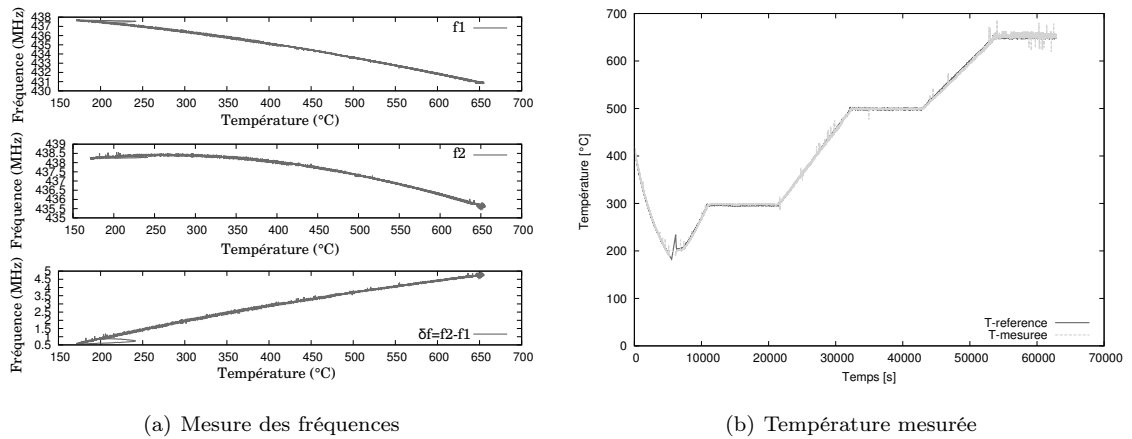 Fréquence (MHz)
438
437
436
435
434
433
432
431
430
f1
150 200 250 300 350 400 450 500 550 600 650 700
Température (°C)
Fréquence (MHz)
439
438.5
438
437.5
437
436.5
436
435.5
435
f2
150 200 250 300 350 400 450 500 550 600 650 700
Température (°C)
Fréquence (MHz)
5
4.5
4
3.5
3
2.5
2
1.5
1
0.5
δf=f2-f1
150 200 250 300 350 400 450 500 550 600 650 700
Température (°C)
(a) Mesure des fréquences
Température [°C]
700
600
500
400
300
200
100
0
T-reference
T-mesuree
0 10000 20000 30000 40000 50000 60000 70000
Temps [s]
(b) Température mesurée